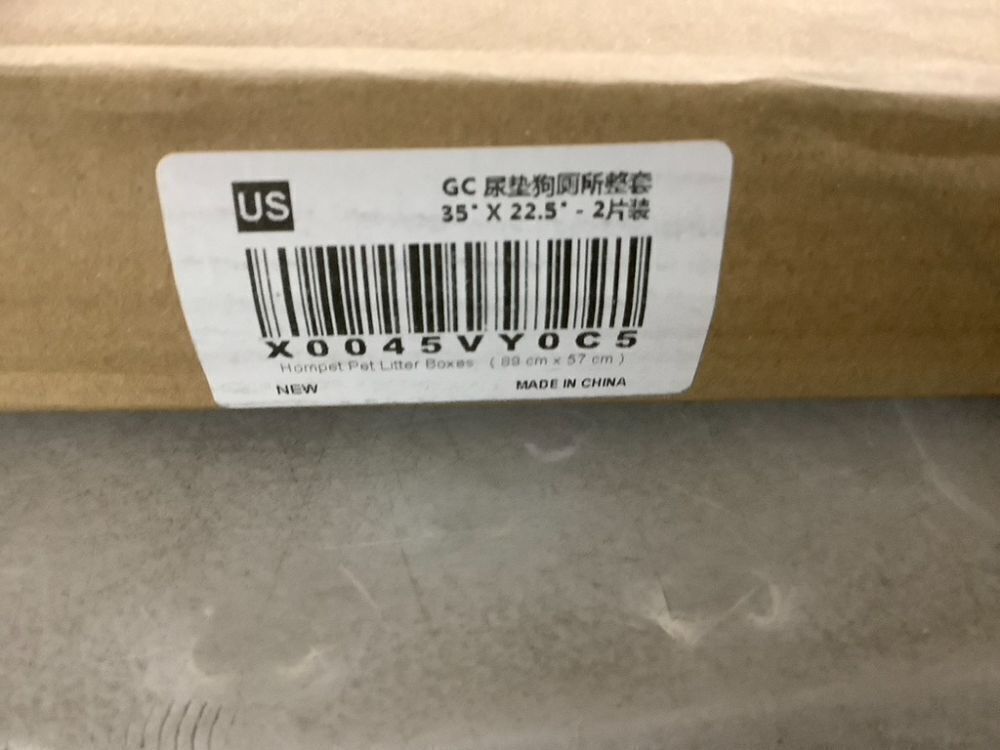 US
GC 尿垫狗厕所整套
35" X 22.5" - 2片装
X0045VY0C5
Hompet Pet Litter Boxes ( 89 cm x 57 cm )
NEW
MADE IN CHINA